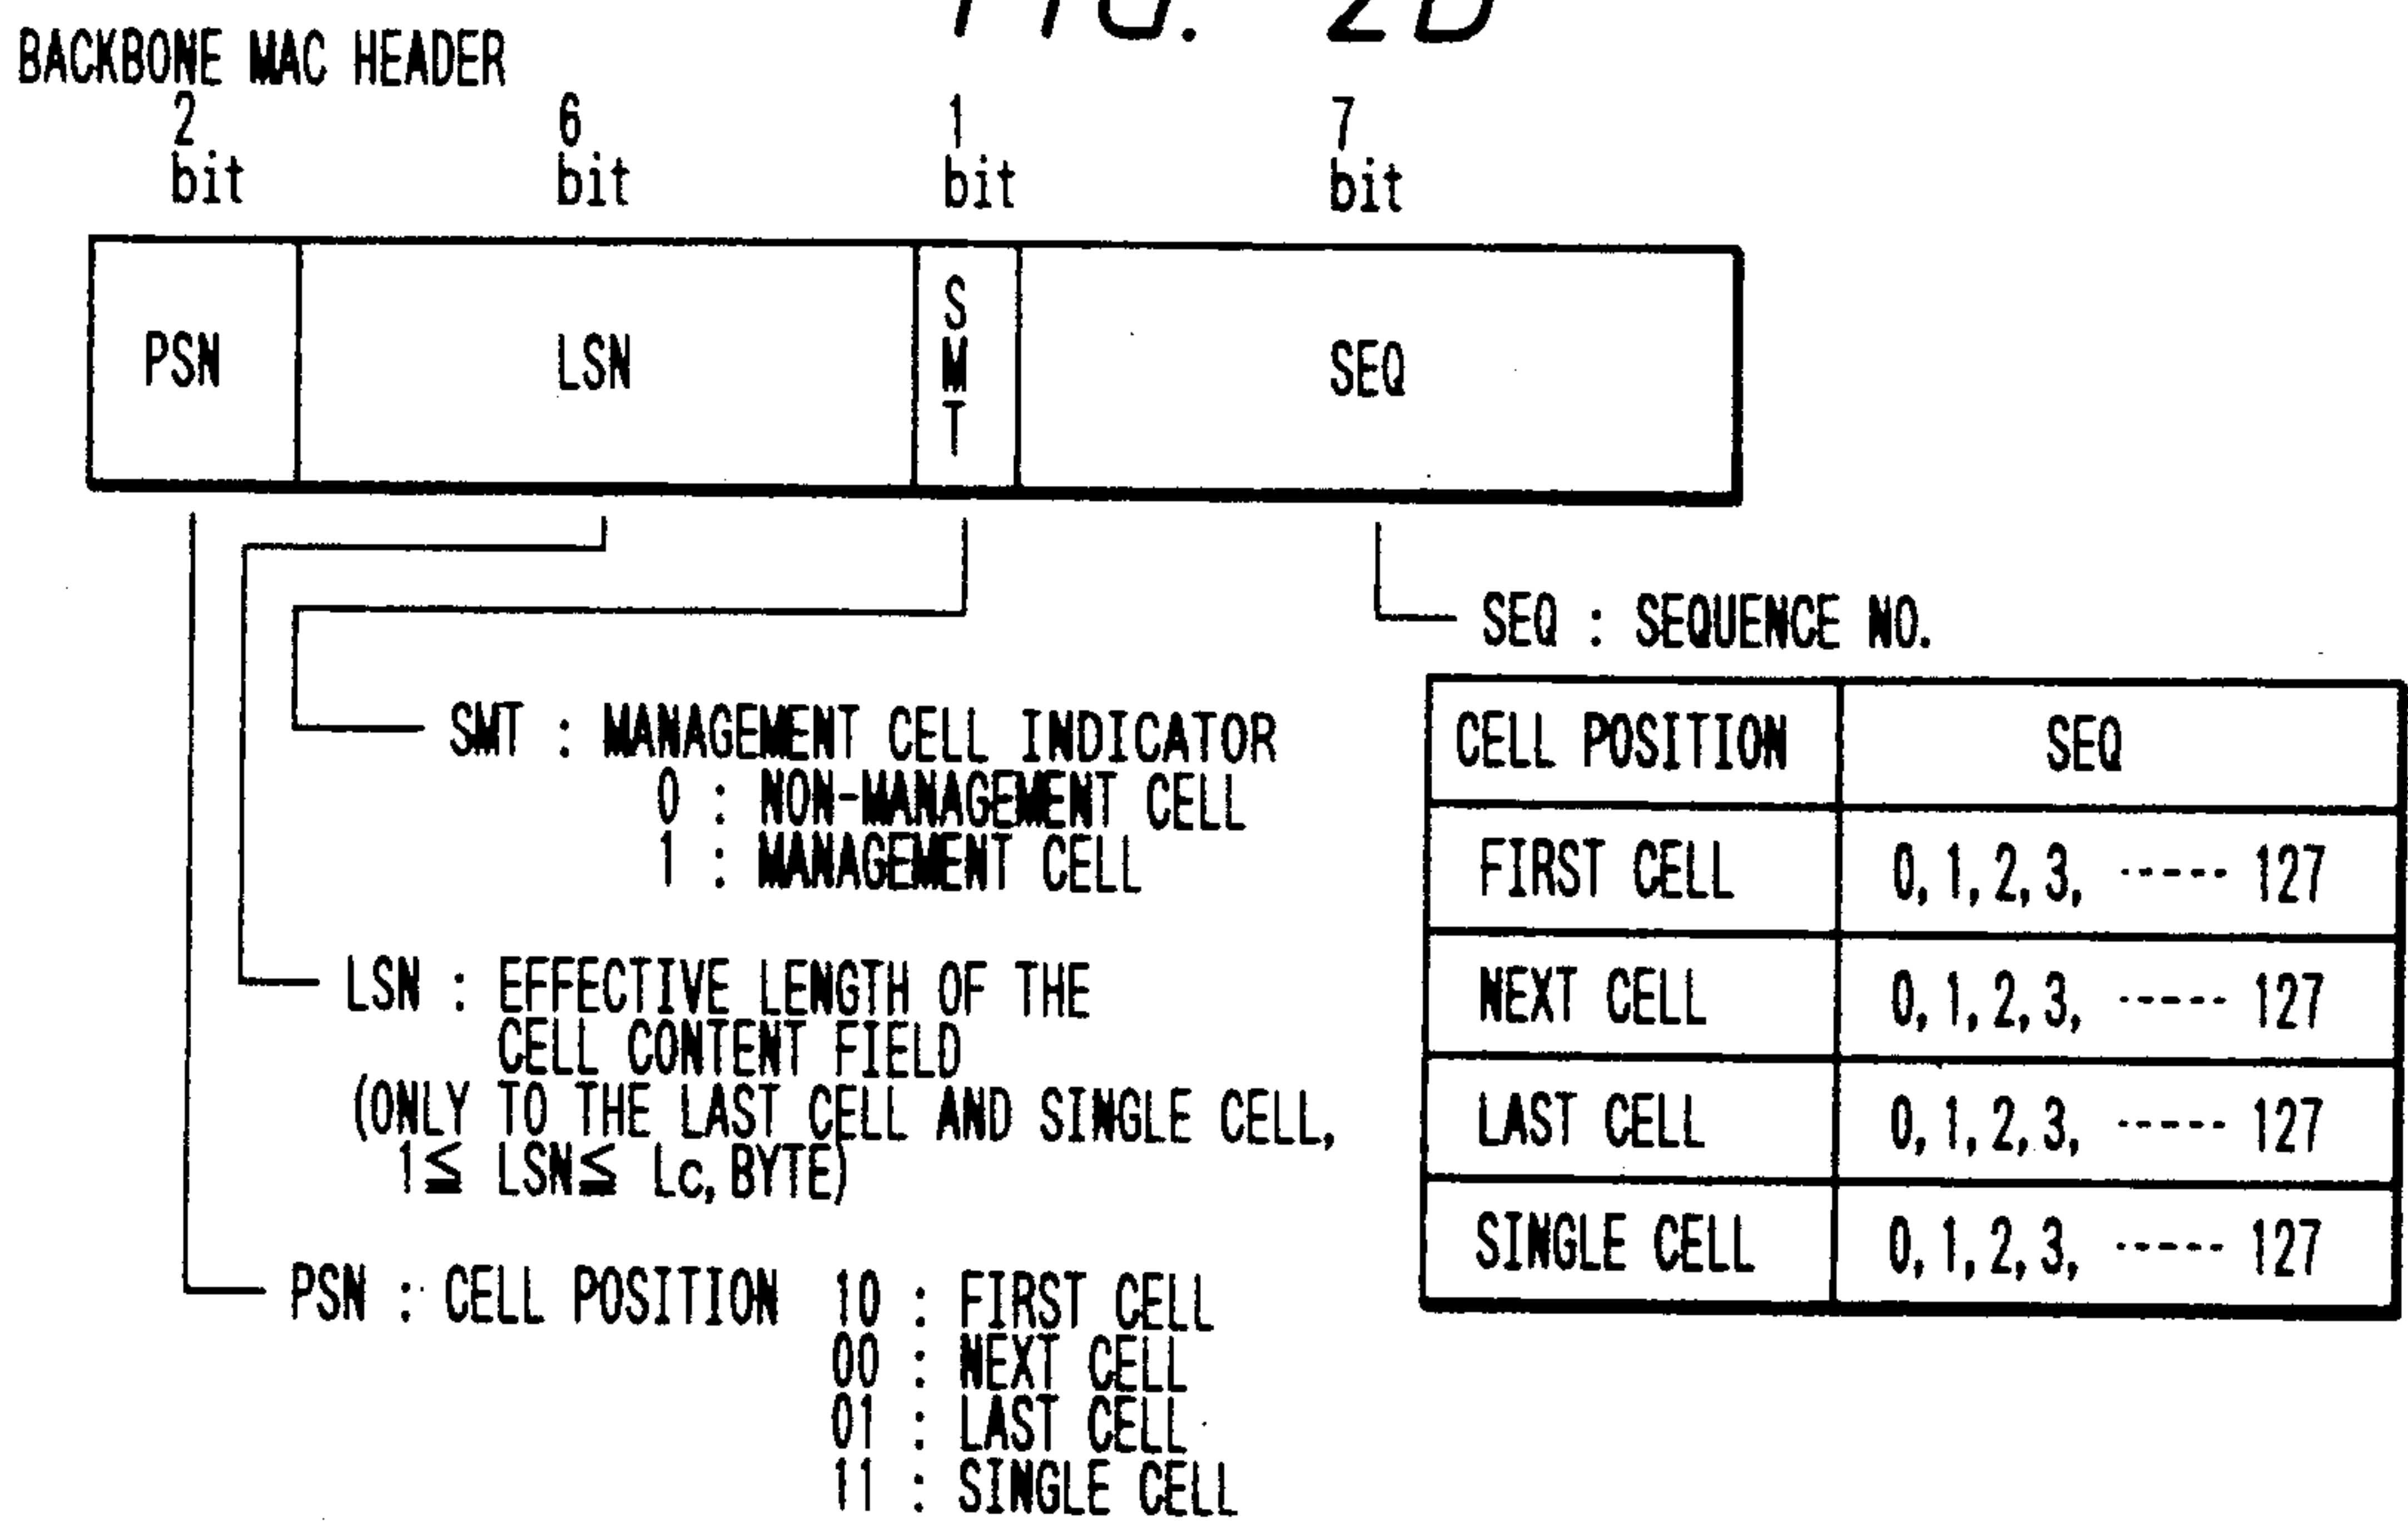 FIG. 2D
BACKBONE MAC HEADER
2 bit
6 bit
1 bit
7 bit
PSN
LSN
SMT
SEQ
SEQ : SEQUENCE NO.
SMT : MANAGEMENT CELL INDICATOR
0 : NON-MANAGEMENT CELL
1 : MANAGEMENT CELL
LSN : EFFECTIVE LENGTH OF THE
CELL CONTENT FIELD
(ONLY TO THE LAST CELL AND SINGLE CELL,
1≦ LSN≦ Lc, BYTE)
PSN : CELL POSITION 10 : FIRST CELL
00 : NEXT CELL
01 : LAST CELL
11 : SINGLE CELL
CELL POSITION SEQ
FIRST CELL 0, 1, 2, 3, ----- 127
NEXT CELL 0, 1, 2, 3, ----- 127
LAST CELL 0, 1, 2, 3, ----- 127
SINGLE CELL 0, 1, 2, 3, ----- 127